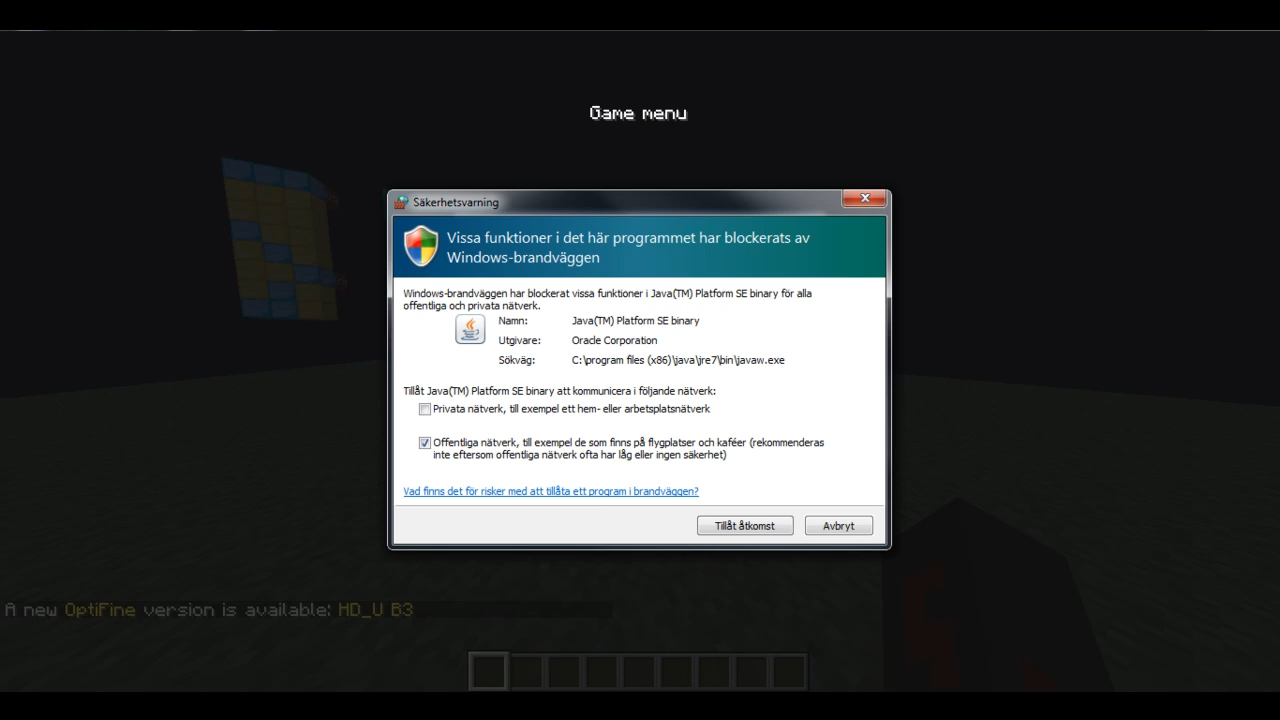 Game menu
Säkerhetsvarning
Vissa funktioner i det här programmet har blockerats av
Windows-brandväggen
Windows-brandväggen har blockerat vissa funktioner i Java(TM) Platform SE binary för alla
offentliga och privata nätverk.
Namn: Java(TM) Platform SE binary
Utgivare: Oracle Corporation
Sökväg: C:\program files (x86)\java\jre7\bin\javaw.exe
Tillåt Java(TM) Platform SE binary att kommunicera i följande nätverk:
Privata nätverk, till exempel ett hem- eller arbetsplatsnätverk
Offentliga nätverk, till exempel de som finns på flygplatser och kaféer (rekommenderas
inte eftersom offentliga nätverk ofta har låg eller ingen säkerhet)
Vad finns det för risker med att tillåta ett program i brandväggen?
Tillåt åtkomst Avbryt
A new OptiFine version is available: HD_U B3